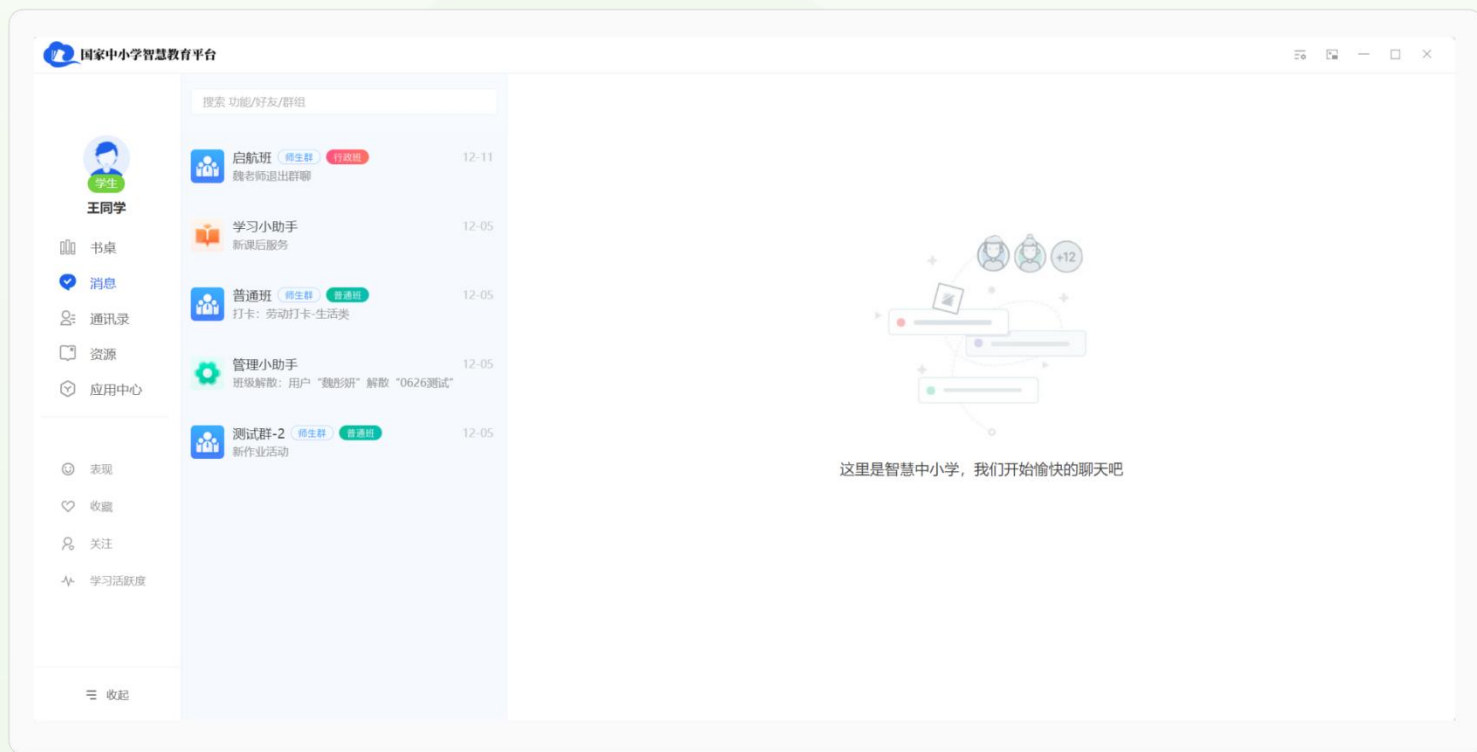 国家中小学智慧教育平台
学生
王同学
书桌
消息
通讯录
资源
应用中心
表现
收藏
关注
学习活跃度
收起
搜索 功能/好友/群组
启航班 师生群 行政班 12-11
魏老师退出群聊
学习小助手 12-05
新课后服务
普通班 师生群 普通班 12-05
打卡：劳动打卡-生活类
管理小助手 12-05
班级解散：用户“魏彤妍”解散“0626测试”
测试群-2 师生群 普通班 12-05
新作业活动
+12
这里是智慧中小学，我们开始愉快的聊天吧